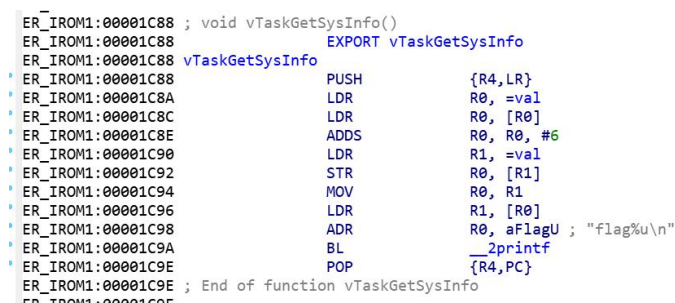 ER_IROM1:00001C88 ; void vTaskGetSysInfo()
ER_IROM1:00001C88 EXPORT vTaskGetSysInfo
ER_IROM1:00001C88 vTaskGetSysInfo
ER_IROM1:00001C88 PUSH {R4,LR}
ER_IROM1:00001C8A LDR R0, =val
ER_IROM1:00001C8C LDR R0, [R0]
ER_IROM1:00001C8E ADDS R0, R0, #6
ER_IROM1:00001C90 LDR R1, =val
ER_IROM1:00001C92 STR R0, [R1]
ER_IROM1:00001C94 MOV R0, R1
ER_IROM1:00001C96 LDR R1, [R0]
ER_IROM1:00001C98 ADR R0, aFlagU ; "flag%u\n"
ER_IROM1:00001C9A BL __2printf
ER_IROM1:00001C9E POP {R4,PC}
ER_IROM1:00001C9E ; End of function vTaskGetSysInfo